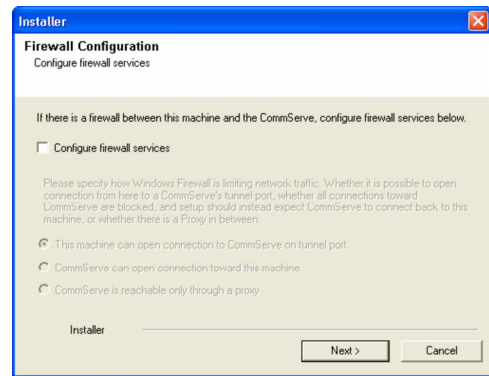 Installer
Firewall Configuration
Configure firewall services
If there is a firewall between this machine and the CommServe, configure firewall services below.
Configure firewall services
Please specify how Windows Firewall is limiting network traffic. Whether it is possible to open
connection from here to a CommServe's tunnel port, whether all connections toward
CommServe are blocked, and setup should instead expect CommServe to connect back to this
machine, or whether there is a Proxy in between.
This machine can open connection to CommServe on tunnel port
CommServe can open connection toward this machine
CommServe is reachable only through a proxy
Installer
Next >
Cancel